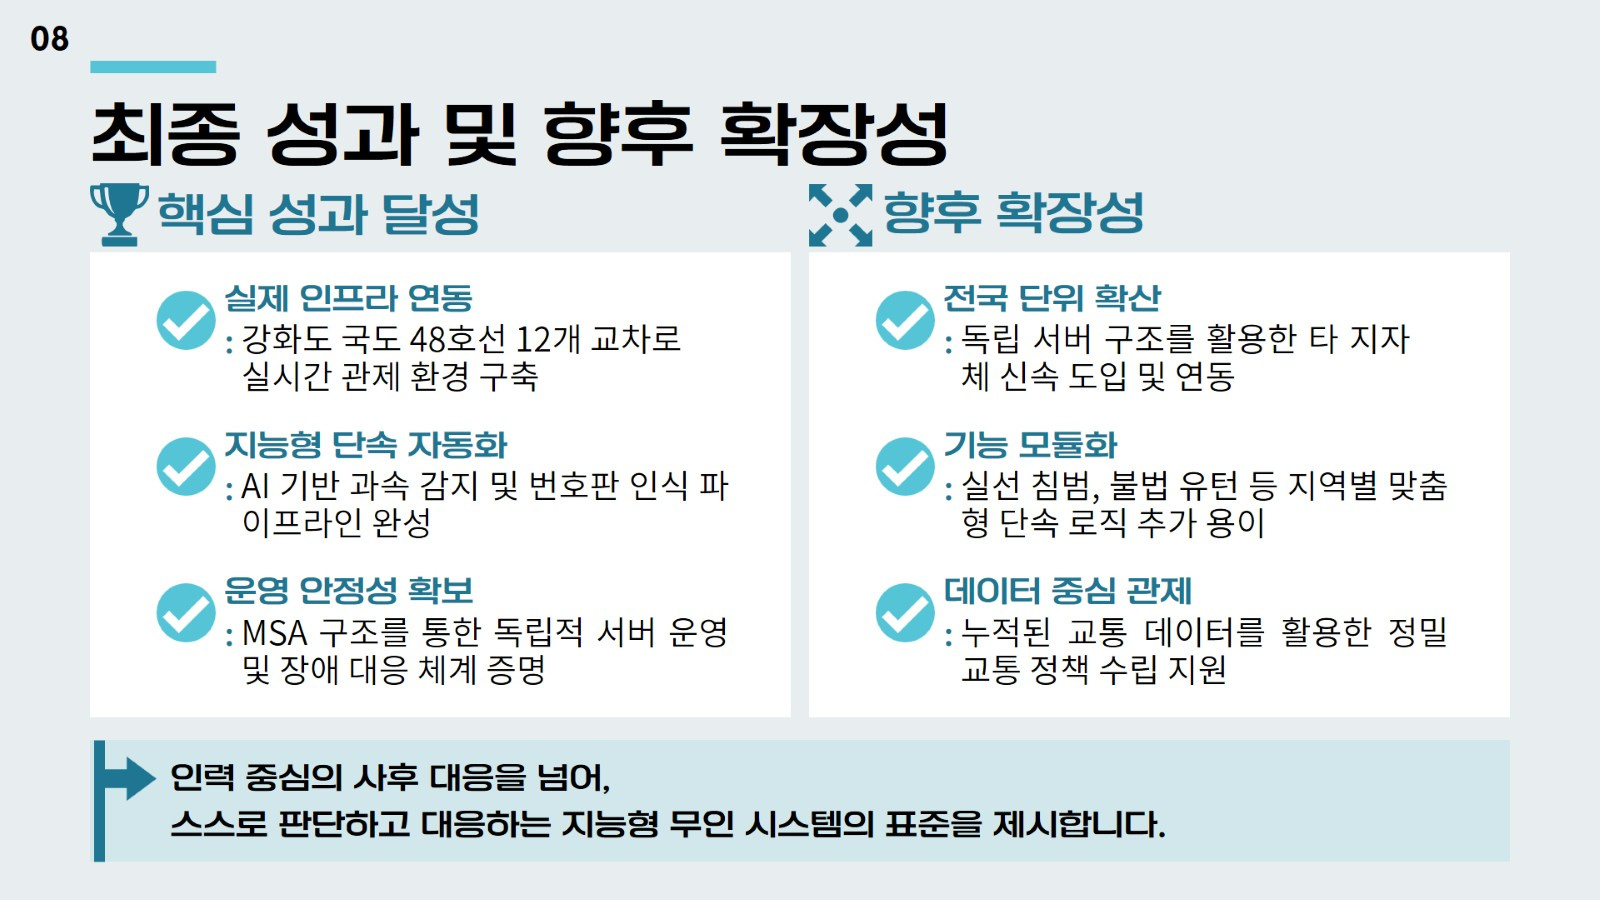 08
최종 성과 및 향후 확장성
핵심 성과 달성
실제 인프라 연동
: 강화도 국도 48호선 12개 교차로
실시간 관제 환경 구축
지능형 단속 자동화
: AI 기반 과속 감지 및 번호판 인식 파
이프라인 완성
운영 안정성 확보
: MSA 구조를 통한 독립적 서버 운영
및 장애 대응 체계 증명
향후 확장성
전국 단위 확산
: 독립 서버 구조를 활용한 타 지자
체 신속 도입 및 연동
기능 모듈화
: 실선 침범, 불법 유턴 등 지역별 맞춤
형 단속 로직 추가 용이
데이터 중심 관제
: 누적된 교통 데이터를 활용한 정밀
교통 정책 수립 지원
인력 중심의 사후 대응을 넘어,
스스로 판단하고 대응하는 지능형 무인 시스템의 표준을 제시합니다.